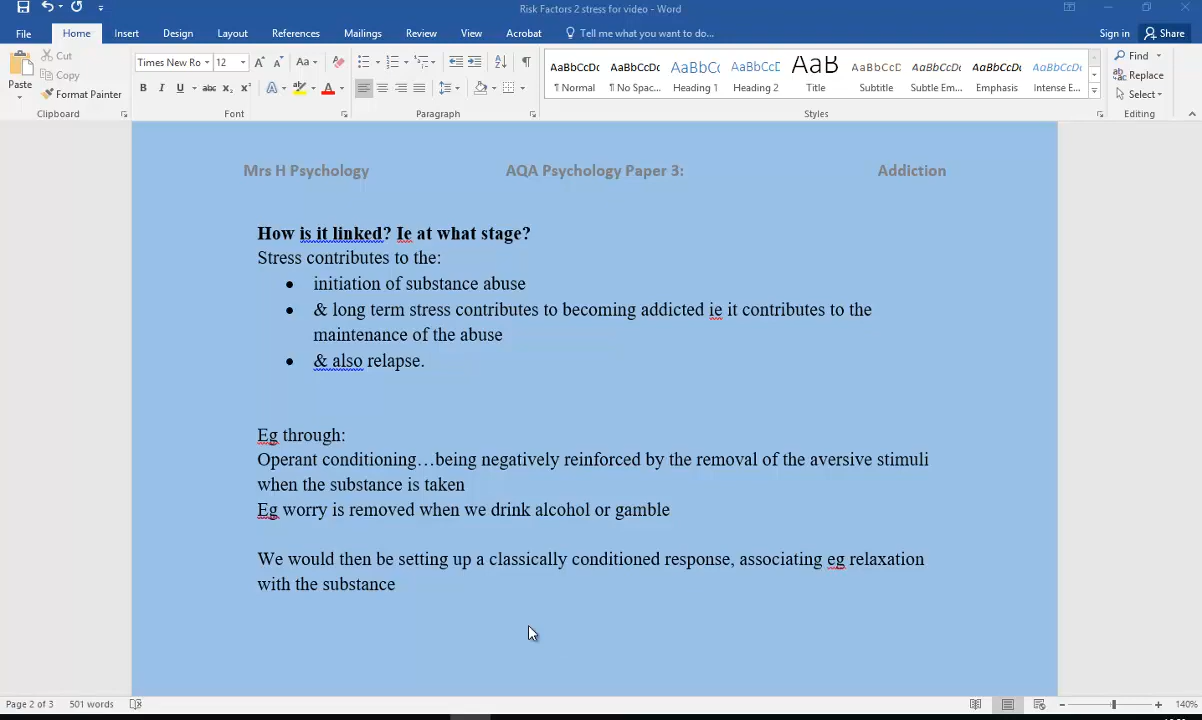 Risk Factors 2 stress for video - Word
File Home Insert Design Layout References Mailings Review View Acrobat Tell me what you want to do... Sign in Share
Paste
Cut
Copy
Format Painter
Clipboard
Times New Ro 12 Aa
B I U abc x₂ x² A A
Font
Paragraph
AaBbCcDc AaBbCcDc AaBbCc AaBbCcD AaB AaBbCcD AaBbCcDc AaBbCcDc AaBbCcDc
¶ Normal ¶ No Spac... Heading 1 Heading 2 Title Subtitle Subtle Em... Emphasis Intense E...
Styles
Find
Replace
Select
Editing
Mrs H Psychology AQA Psychology Paper 3: Addiction
How is it linked? Ie at what stage?
Stress contributes to the:
• initiation of substance abuse
• & long term stress contributes to becoming addicted ie it contributes to the
maintenance of the abuse
• & also relapse.
Eg through:
Operant conditioning…being negatively reinforced by the removal of the aversive stimuli
when the substance is taken
Eg worry is removed when we drink alcohol or gamble
We would then be setting up a classically conditioned response, associating eg relaxation
with the substance
Page 2 of 3 501 words 140%